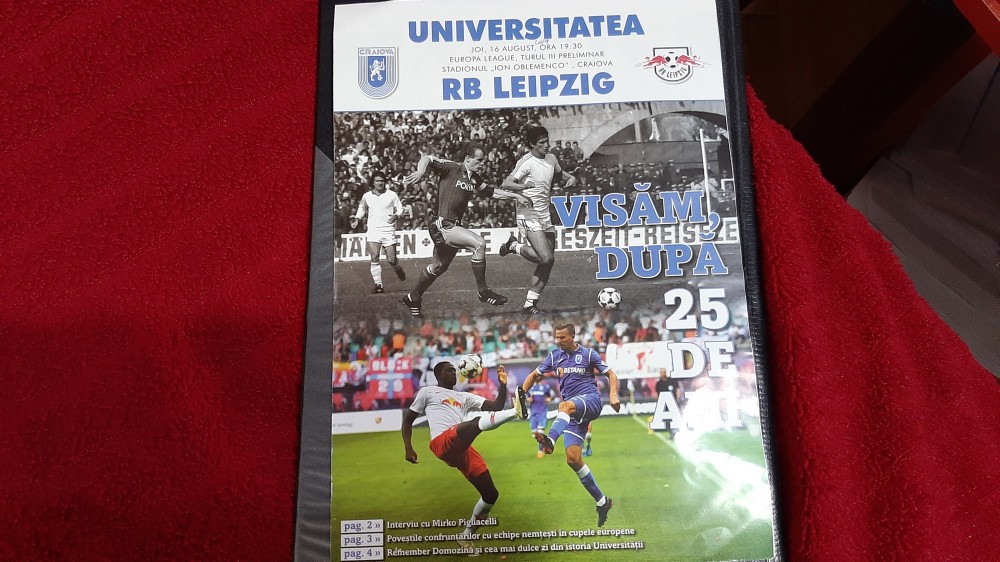 UNIVERSITATEA
CRAIOVA
JOI, 16 AUGUST, ORA 19:30
EUROPA LEAGUE, TURUL III PRELIMINAR
STADIONUL „ION OBLEMENCO”, CRAIOVA
RB LEIPZIG
RB LEIPZIG
VISĂM,
DUPĂ
25
DE
ANI
BETANO
pag. 2 » Interviu cu Mirko Pigliacelli
pag. 3 » Poveștile confruntărilor cu echipe nemțești în cupele europene
pag. 4 » Remember Domozina și cea mai dulce zi din istoria Universității